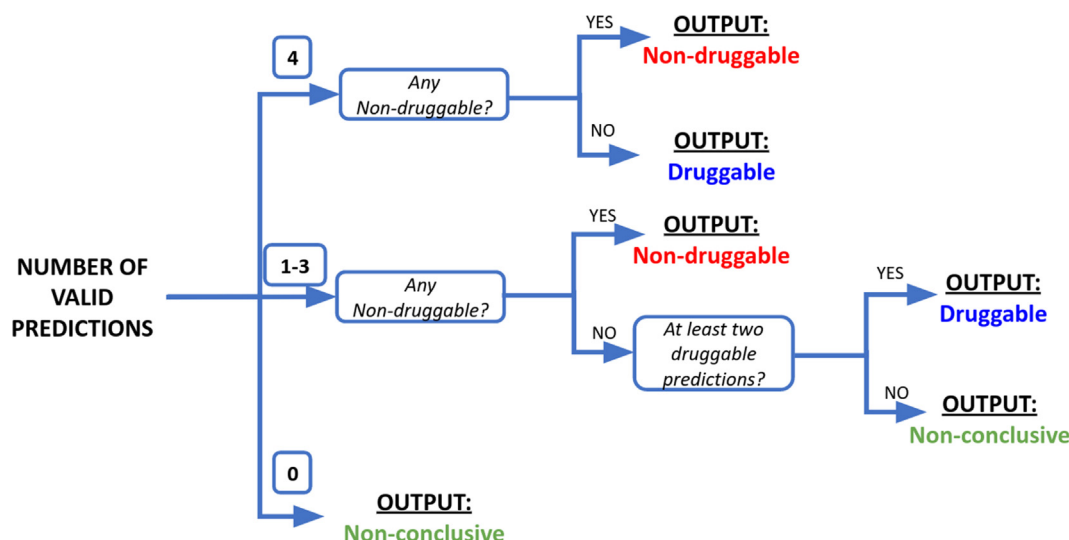 NUMBER OF
VALID
PREDICTIONS
4
Any
Non-druggable?
YES
OUTPUT:
Non-druggable
NO
OUTPUT:
Druggable
1-3
Any
Non-druggable?
YES
OUTPUT:
Non-druggable
NO
At least two
druggable
predictions?
YES
OUTPUT:
Druggable
NO
OUTPUT:
Non-conclusive
0
OUTPUT:
Non-conclusive